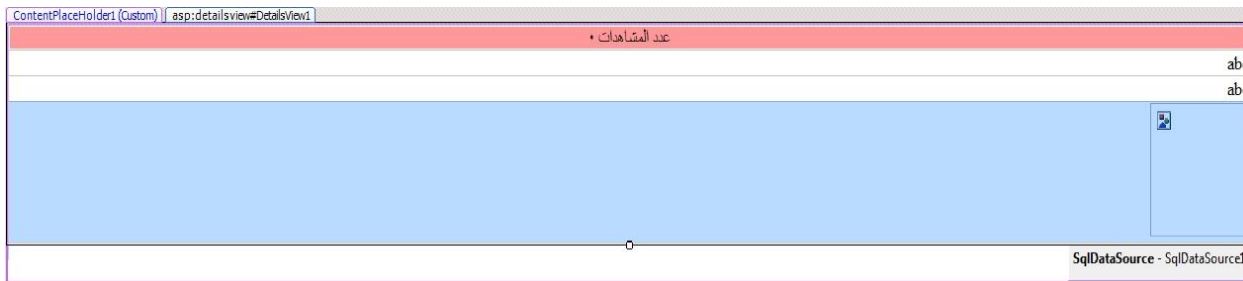 ContentPlaceHolder1 (Custom)
asp:detailsview#DetailsView1
عدد المشاهدات •
ab
ab
SqlDataSource - SqlDataSource1